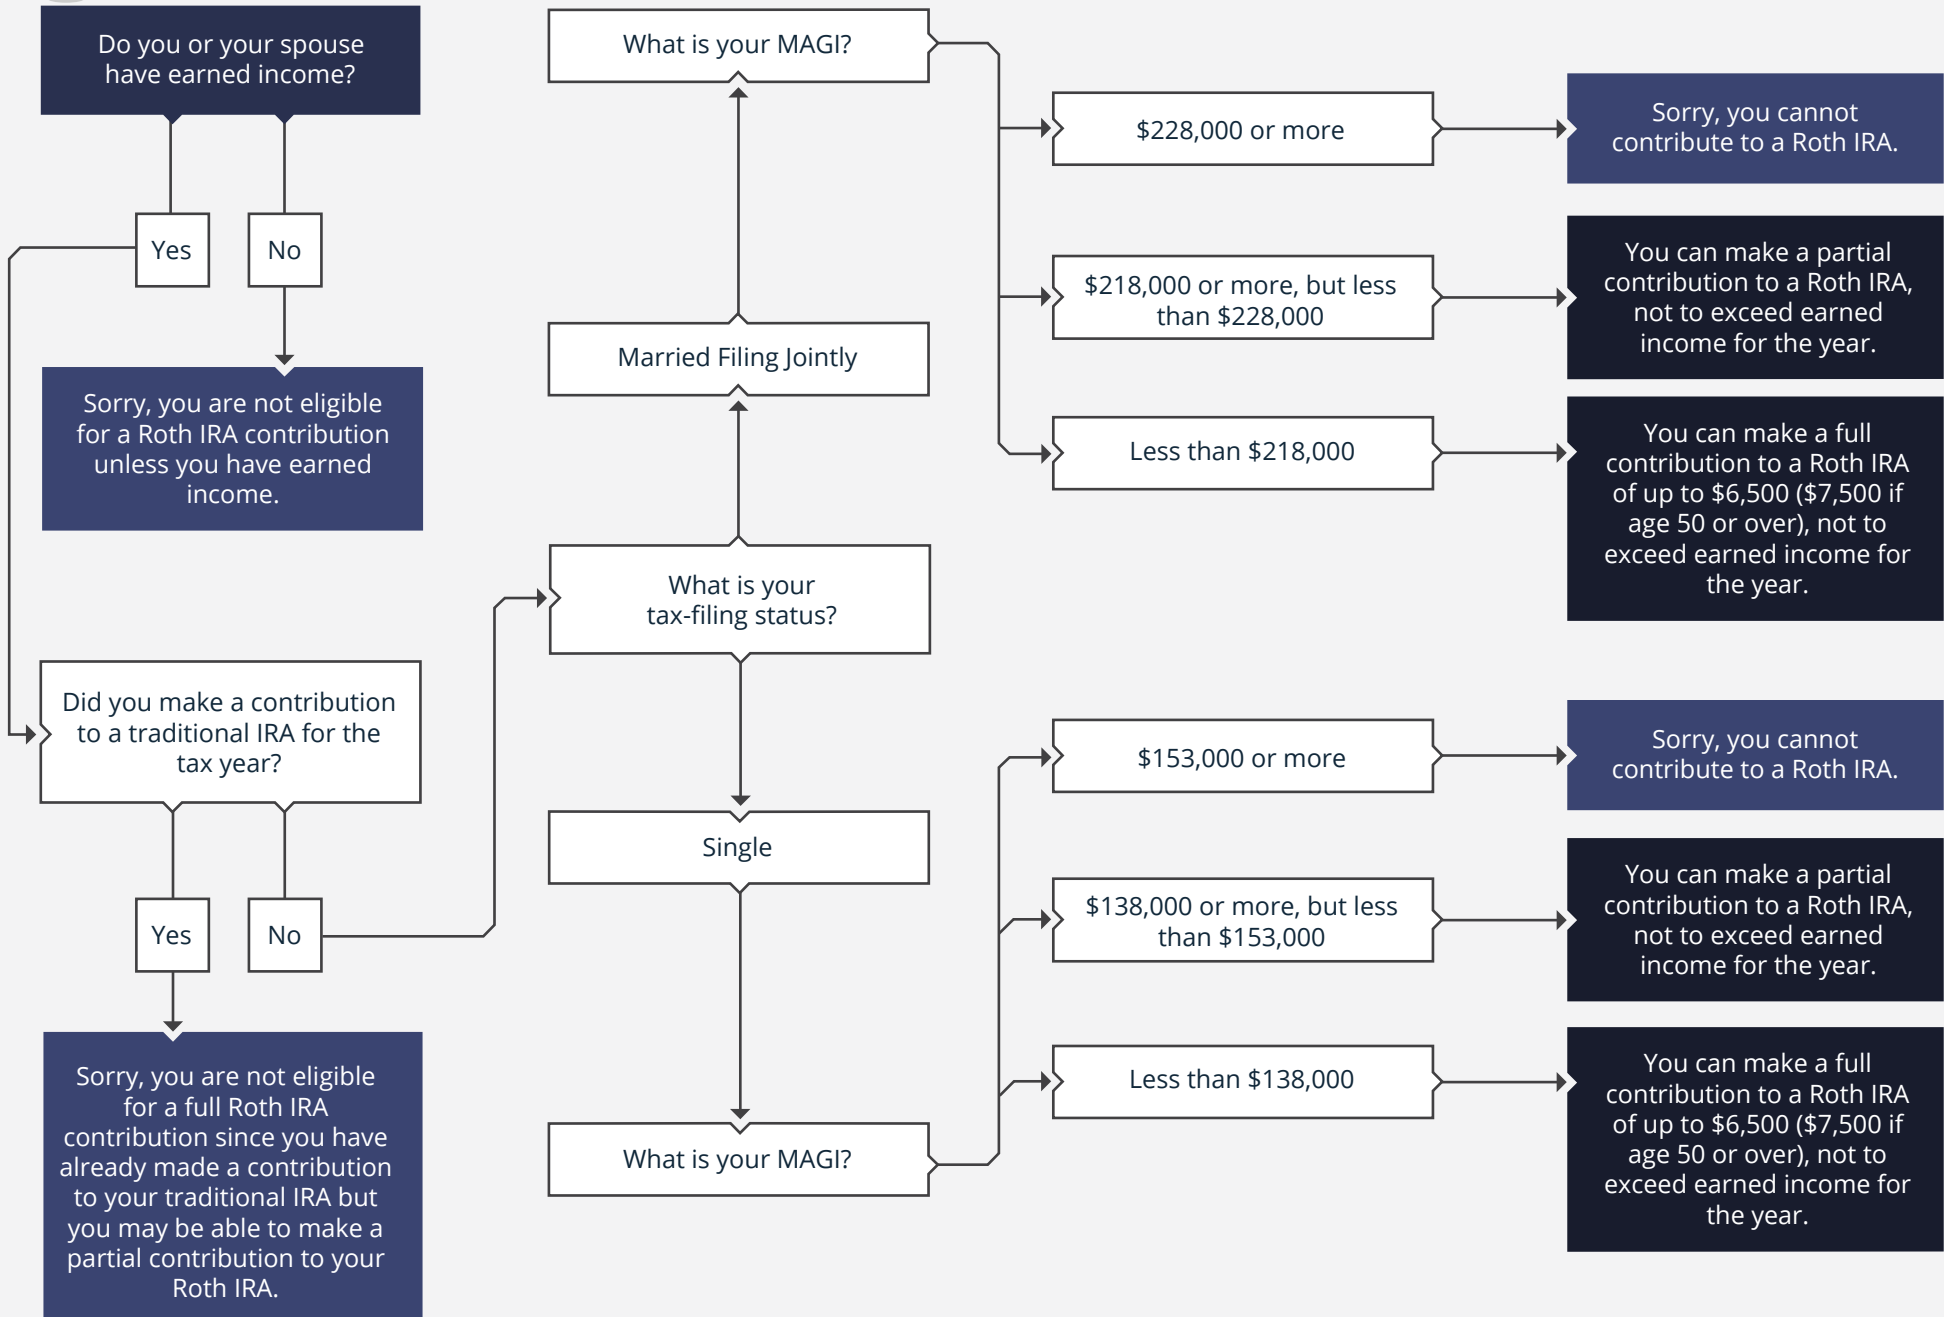 Do you or your spouse
have earned income?
Yes
No
Sorry, you are not eligible
for a Roth IRA contribution
unless you have earned
income.
Did you make a contribution
to a traditional IRA for the
tax year?
Yes
No
Sorry, you are not eligible
for a full Roth IRA
contribution since you have
already made a contribution
to your traditional IRA but
you may be able to make a
partial contribution to your
Roth IRA.
What is your MAGI?
Married Filing Jointly
What is your
tax-filing status?
Single
What is your MAGI?
$228,000 or more
$218,000 or more, but less
than $228,000
Less than $218,000
$153,000 or more
$138,000 or more, but less
than $153,000
Less than $138,000
Sorry, you cannot
contribute to a Roth IRA.
You can make a partial
contribution to a Roth IRA,
not to exceed earned
income for the year.
You can make a full
contribution to a Roth IRA
of up to $6,500 ($7,500 if
age 50 or over), not to
exceed earned income for
the year.
Sorry, you cannot
contribute to a Roth IRA.
You can make a partial
contribution to a Roth IRA,
not to exceed earned
income for the year.
You can make a full
contribution to a Roth IRA
of up to $6,500 ($7,500 if
age 50 or over), not to
exceed earned income for
the year.